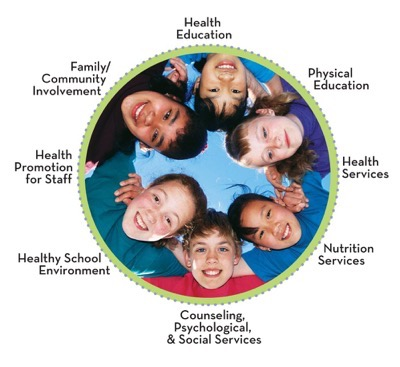 Health
Education
Physical
Education
Health
Services
Nutrition
Services
Counseling,
Psychological,
& Social Services
Healthy School
Environment
Health
Promotion
for Staff
Family/
Community
Involvement